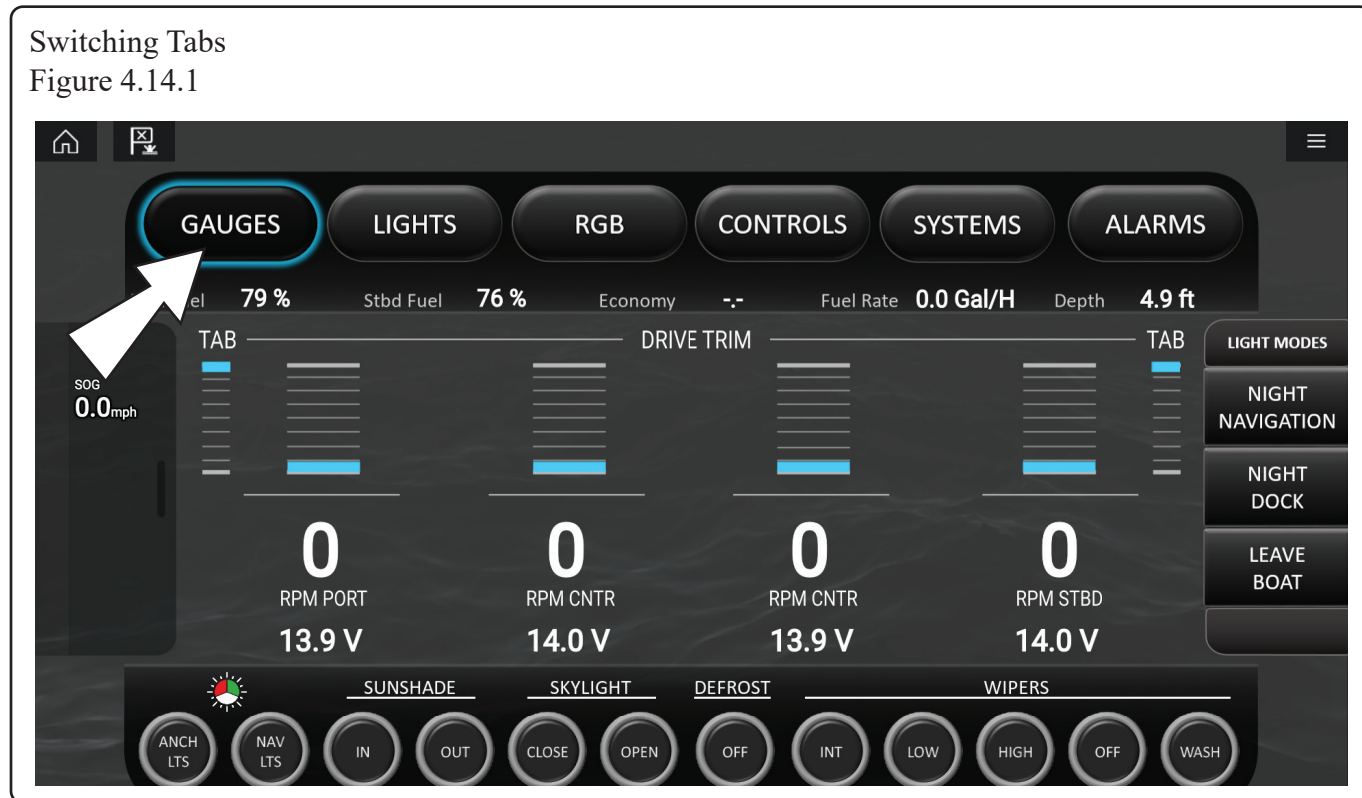 Switching Tabs
Figure 4.14.1
GAUGES LIGHTS RGB CONTROLS SYSTEMS ALARMS
79 % Stbd Fuel 76 % Economy -.- Fuel Rate 0.0 Gal/H Depth 4.9 ft
TAB DRIVE TRIM TAB
LIGHT MODES
SOG
0.0mph
NIGHT
NAVIGATION
NIGHT
DOCK
LEAVE
BOAT
0 0 0 0
RPM PORT RPM CNTR RPM CNTR RPM STBD
13.9 V 14.0 V 13.9 V 14.0 V
SUNSHADE SKYLIGHT DEFROST WIPERS
ANCH
LTS
NAV
LTS
IN OUT CLOSE OPEN OFF INT LOW HIGH OFF WASH